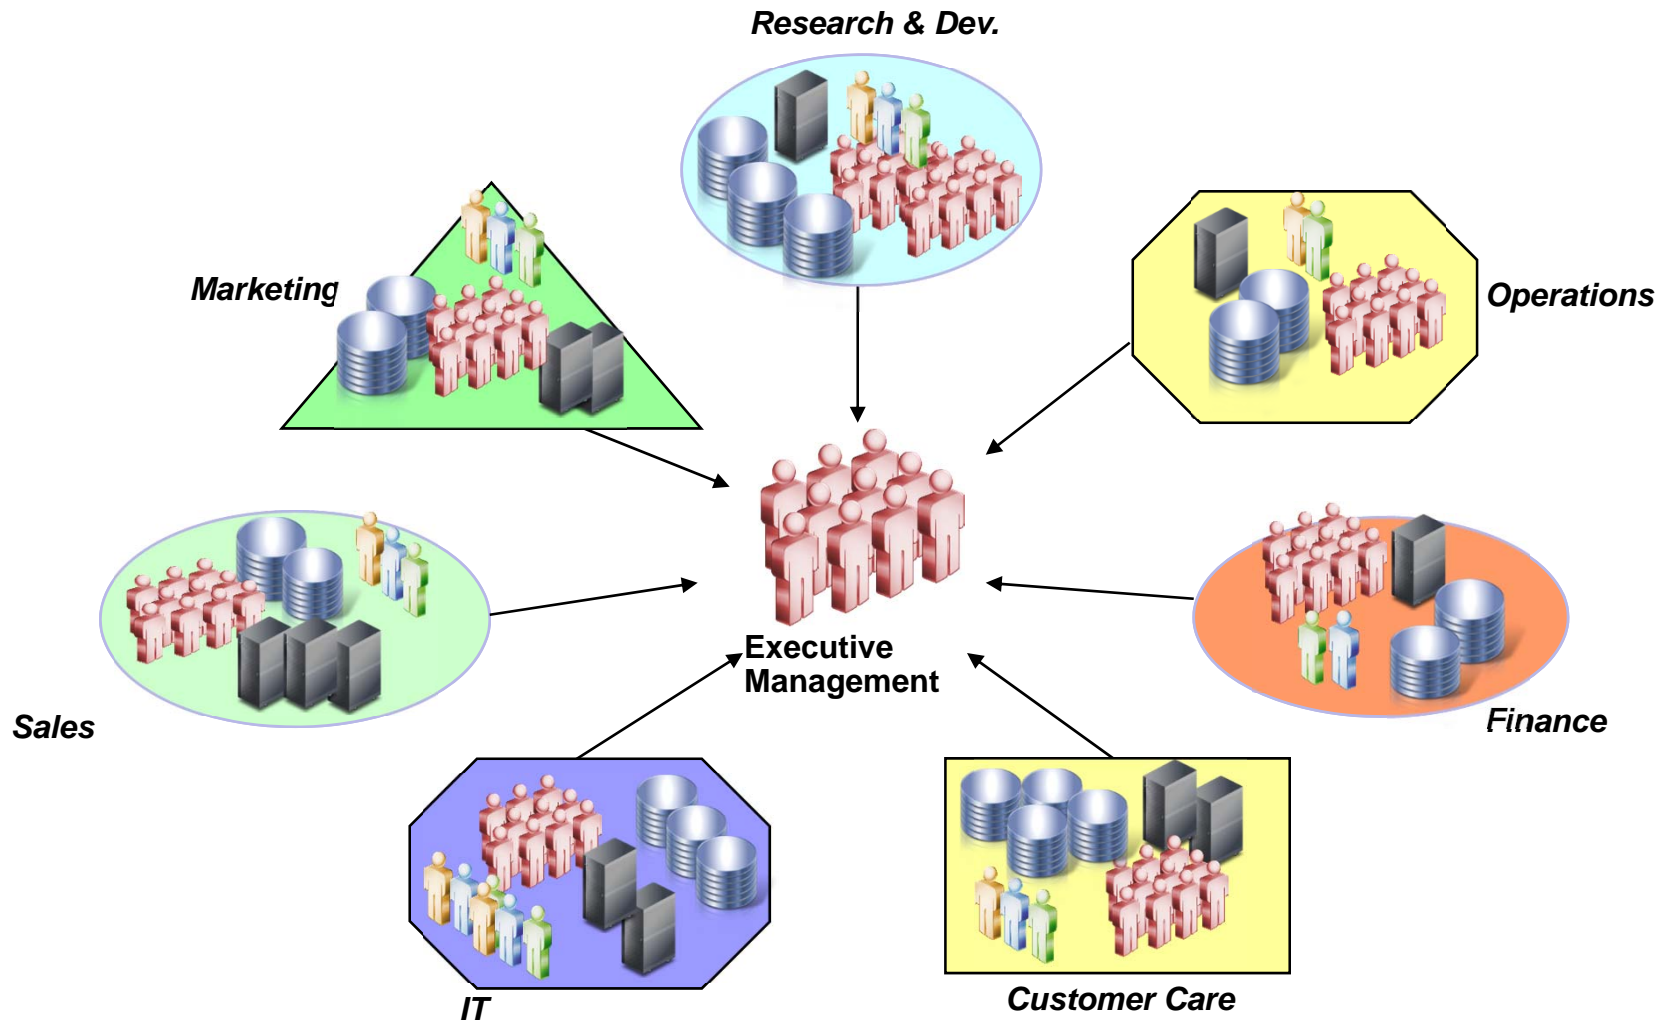 Research & Dev.
Marketing
Operations
Executive
Management
Sales
Finance
IT
Customer Care